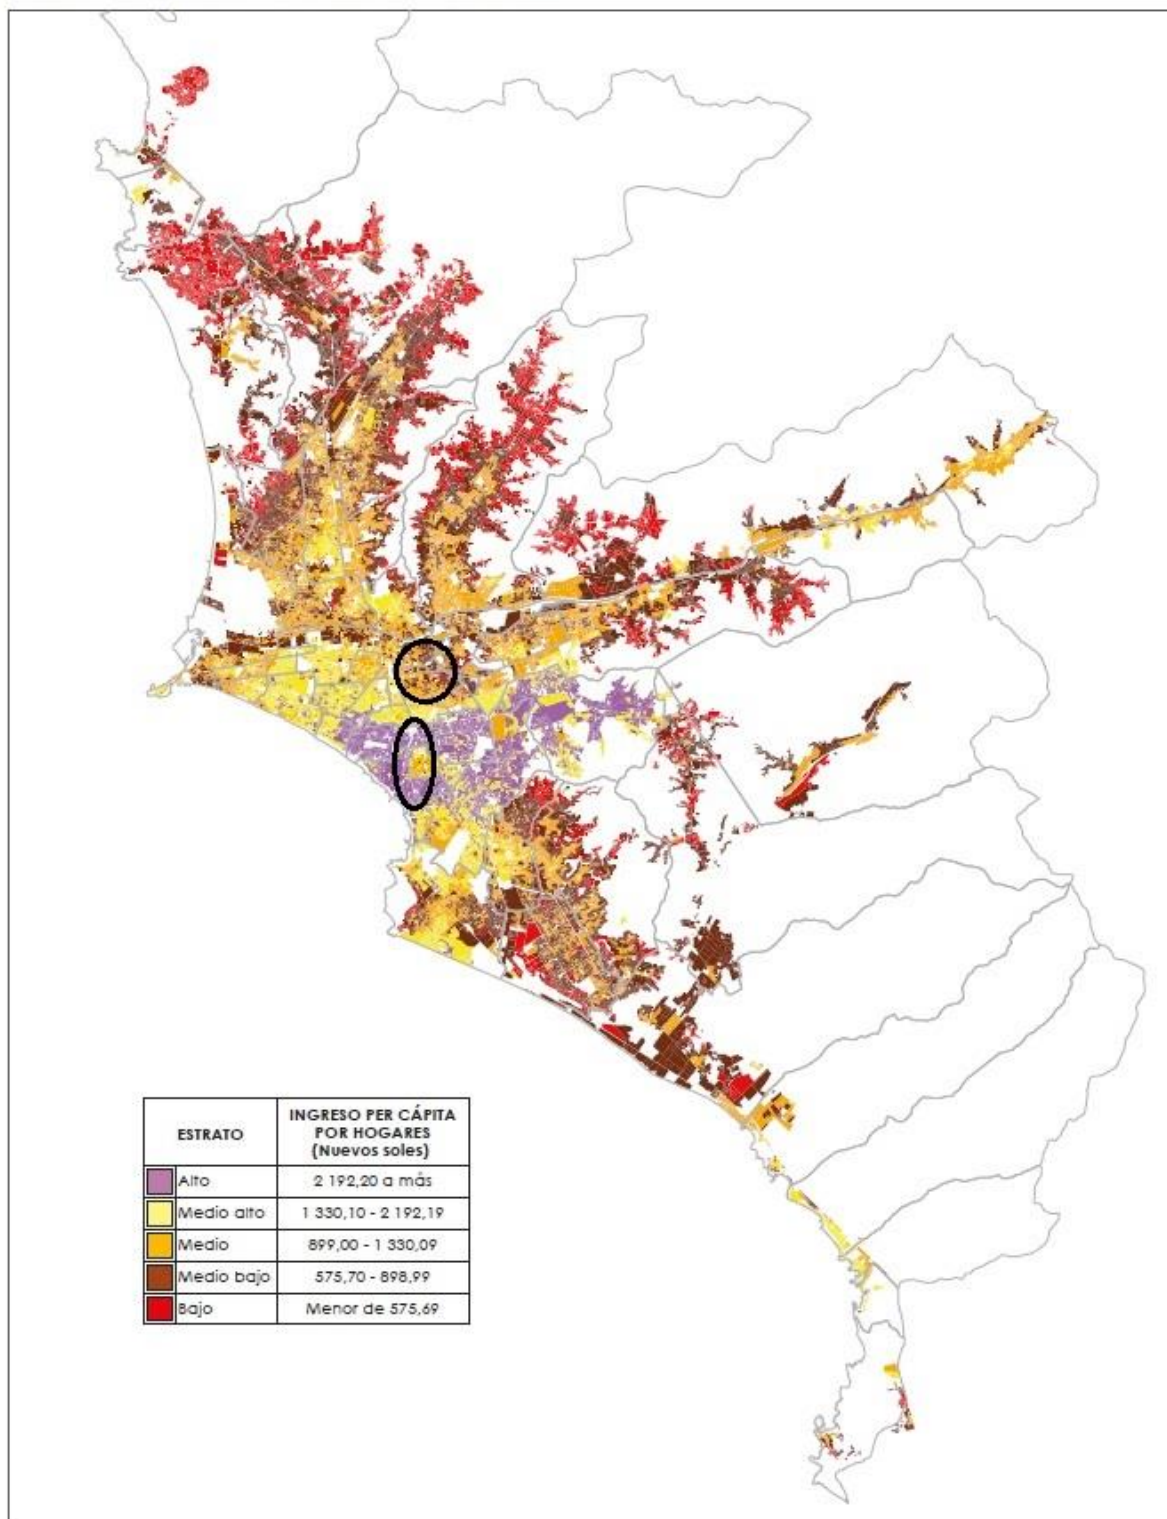 ESTRATO
INGRESO PER CÁPITA
POR HOGARES
(Nuevos soles)
Alto 2 192,20 a más
Medio alto 1 330,10 - 2 192,19
Medio 899,00 - 1 330,09
Medio bajo 575,70 - 898,99
Bajo Menor de 575,69